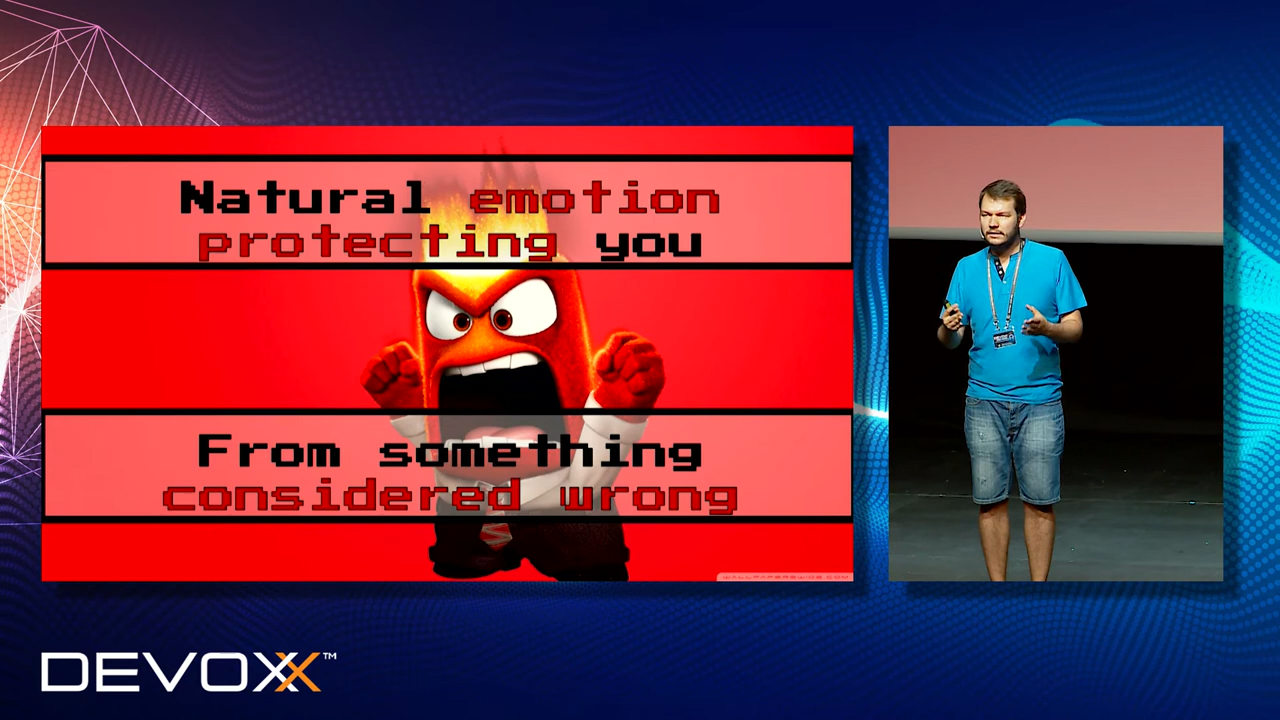 Natural emotion
protecting you
From something
considered wrong
DEVOXX™